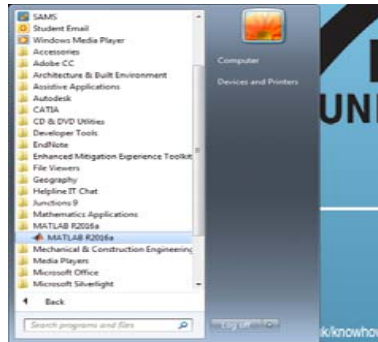 SAMS
Student Email
Windows Media Player
Accessories
Adobe CC
Architecture & Built Environment
Assistive Applications
Autodesk
CATIA
CD & DVD Utilities
Developer Tools
EndNote
Enhanced Mitigation Experience Toolkit
File Viewers
Geography
Helpline IT Chat
Junctions 9
Mathematics Applications
MATLAB R2016a
MATLAB R2016a
Mechanical & Construction Engineering
Media Players
Microsoft Office
Microsoft Silverlight
Back
Search programs and files
Computer
Devices and Printers
Log off
UNI
k/knowho